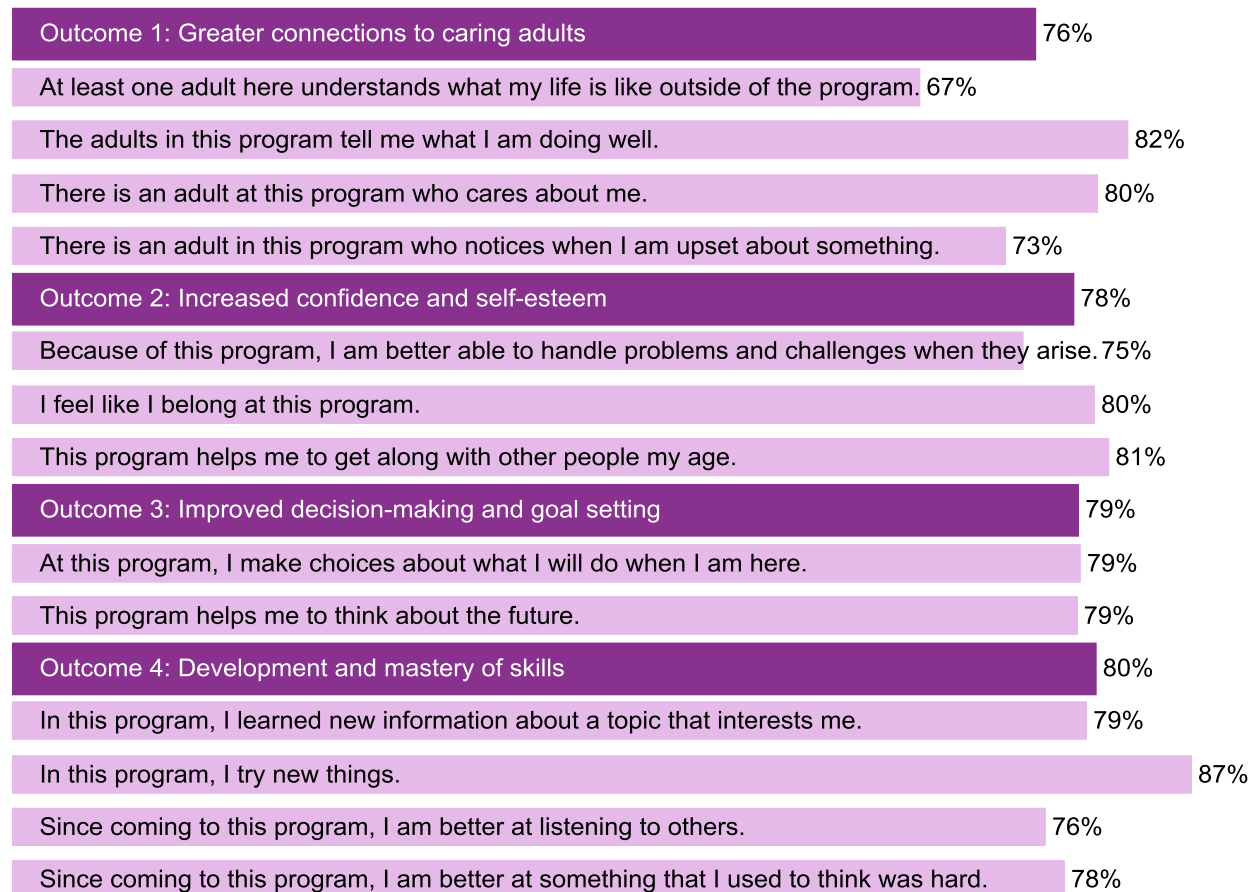 Outcome 1: Greater connections to caring adults 76%
At least one adult here understands what my life is like outside of the program. 67%
The adults in this program tell me what I am doing well. 82%
There is an adult at this program who cares about me. 80%
There is an adult in this program who notices when I am upset about something. 73%
Outcome 2: Increased confidence and self-esteem 78%
Because of this program, I am better able to handle problems and challenges when they arise. 75%
I feel like I belong at this program. 80%
This program helps me to get along with other people my age. 81%
Outcome 3: Improved decision-making and goal setting 79%
At this program, I make choices about what I will do when I am here. 79%
This program helps me to think about the future. 79%
Outcome 4: Development and mastery of skills 80%
In this program, I learned new information about a topic that interests me. 79%
In this program, I try new things. 87%
Since coming to this program, I am better at listening to others. 76%
Since coming to this program, I am better at something that I used to think was hard. 78%